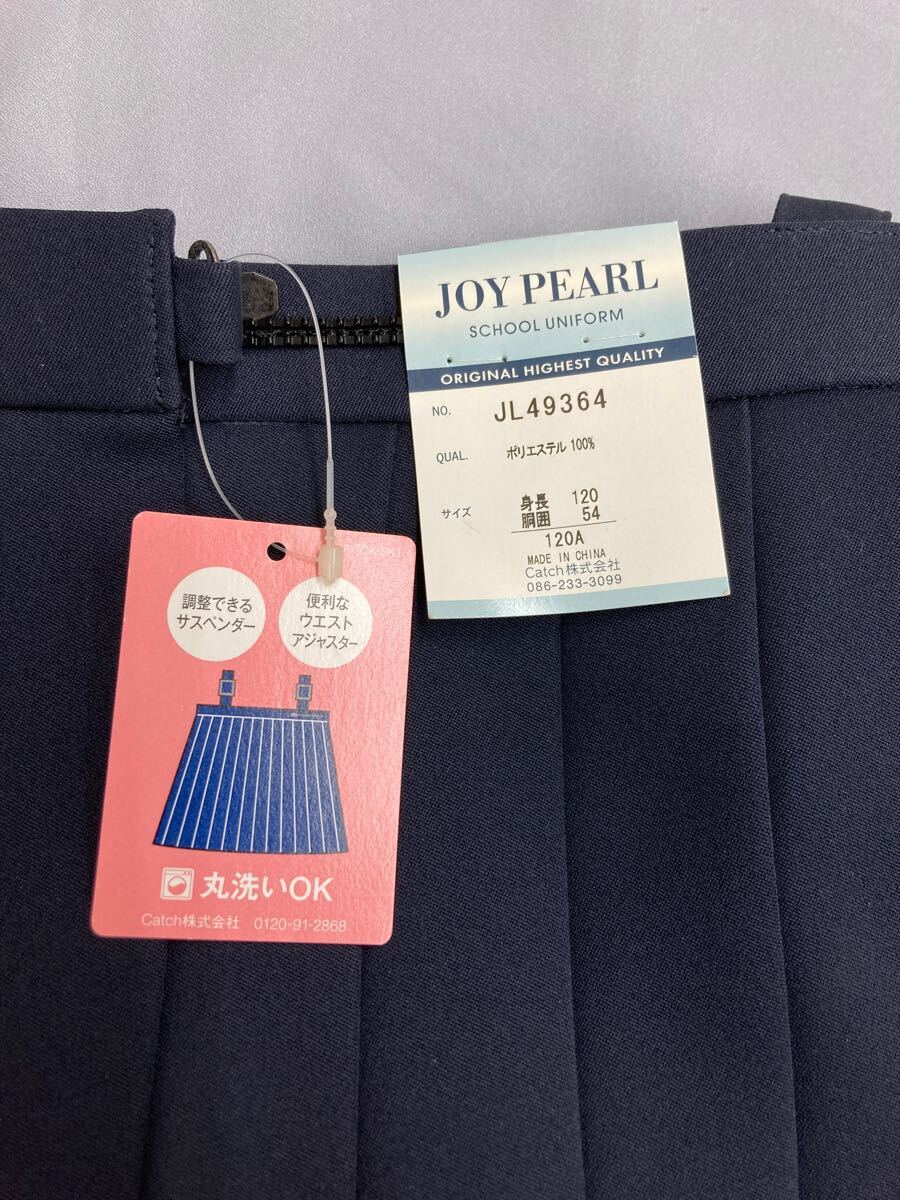 JOY PEARL
SCHOOL UNIFORM
ORIGINAL HIGHEST QUALITY
NO. JL49364
QUAL. ポリエステル 100%
サイズ 身長 120
胴囲 54
120A
MADE IN CHINA
Catch株式会社
086-233-3099
調整できる
サスペンダー
便利な
ウエスト
アジャスター
丸洗いOK
Catch株式会社 0120-91-2868